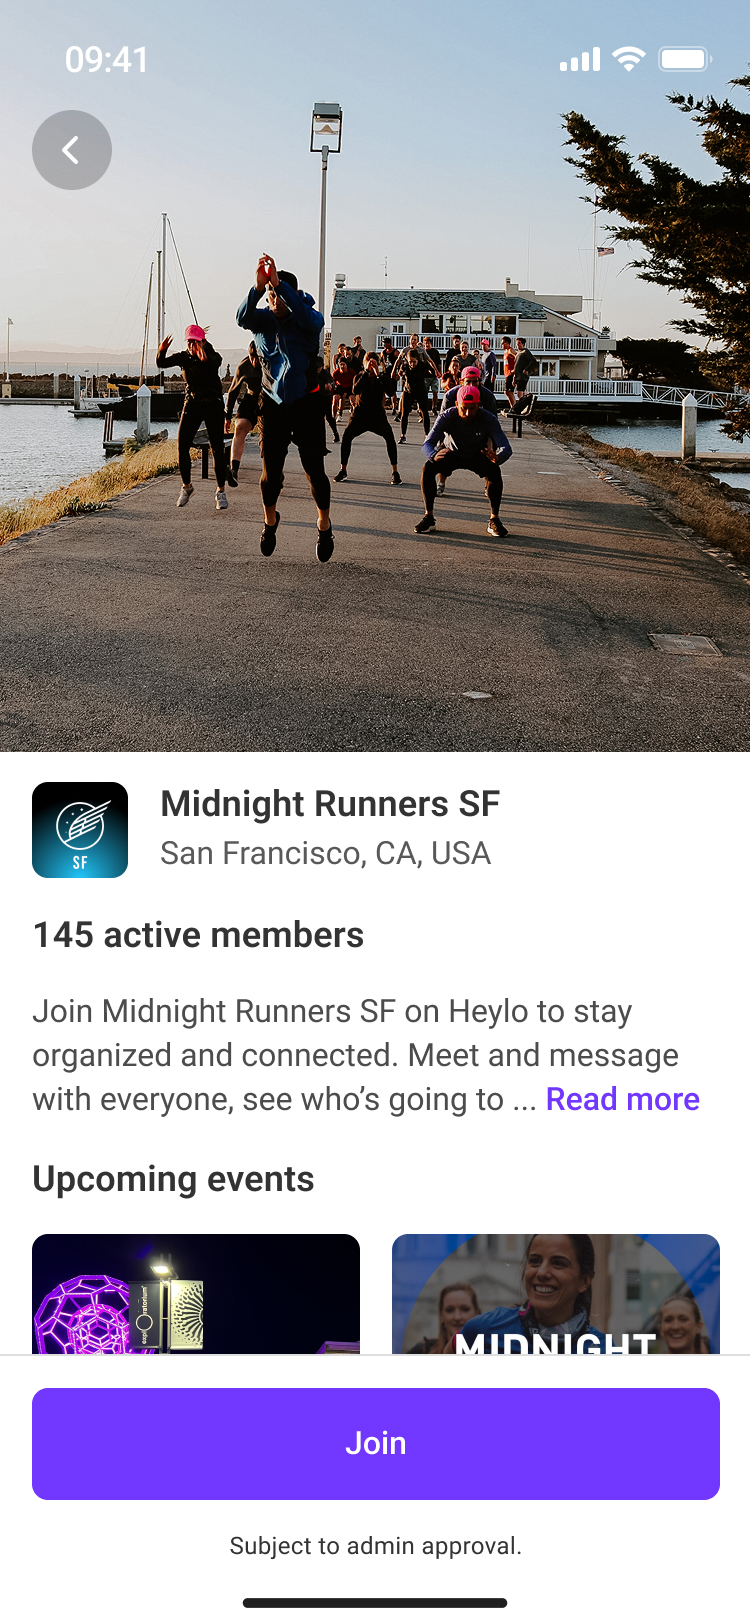 09:41
SF
Midnight Runners SF
San Francisco, CA, USA
145 active members
Join Midnight Runners SF on Heylo to stay
organized and connected. Meet and message
with everyone, see who’s going to ... Read more
Upcoming events
exploratorium
MIDNIGHT
Join
Subject to admin approval.